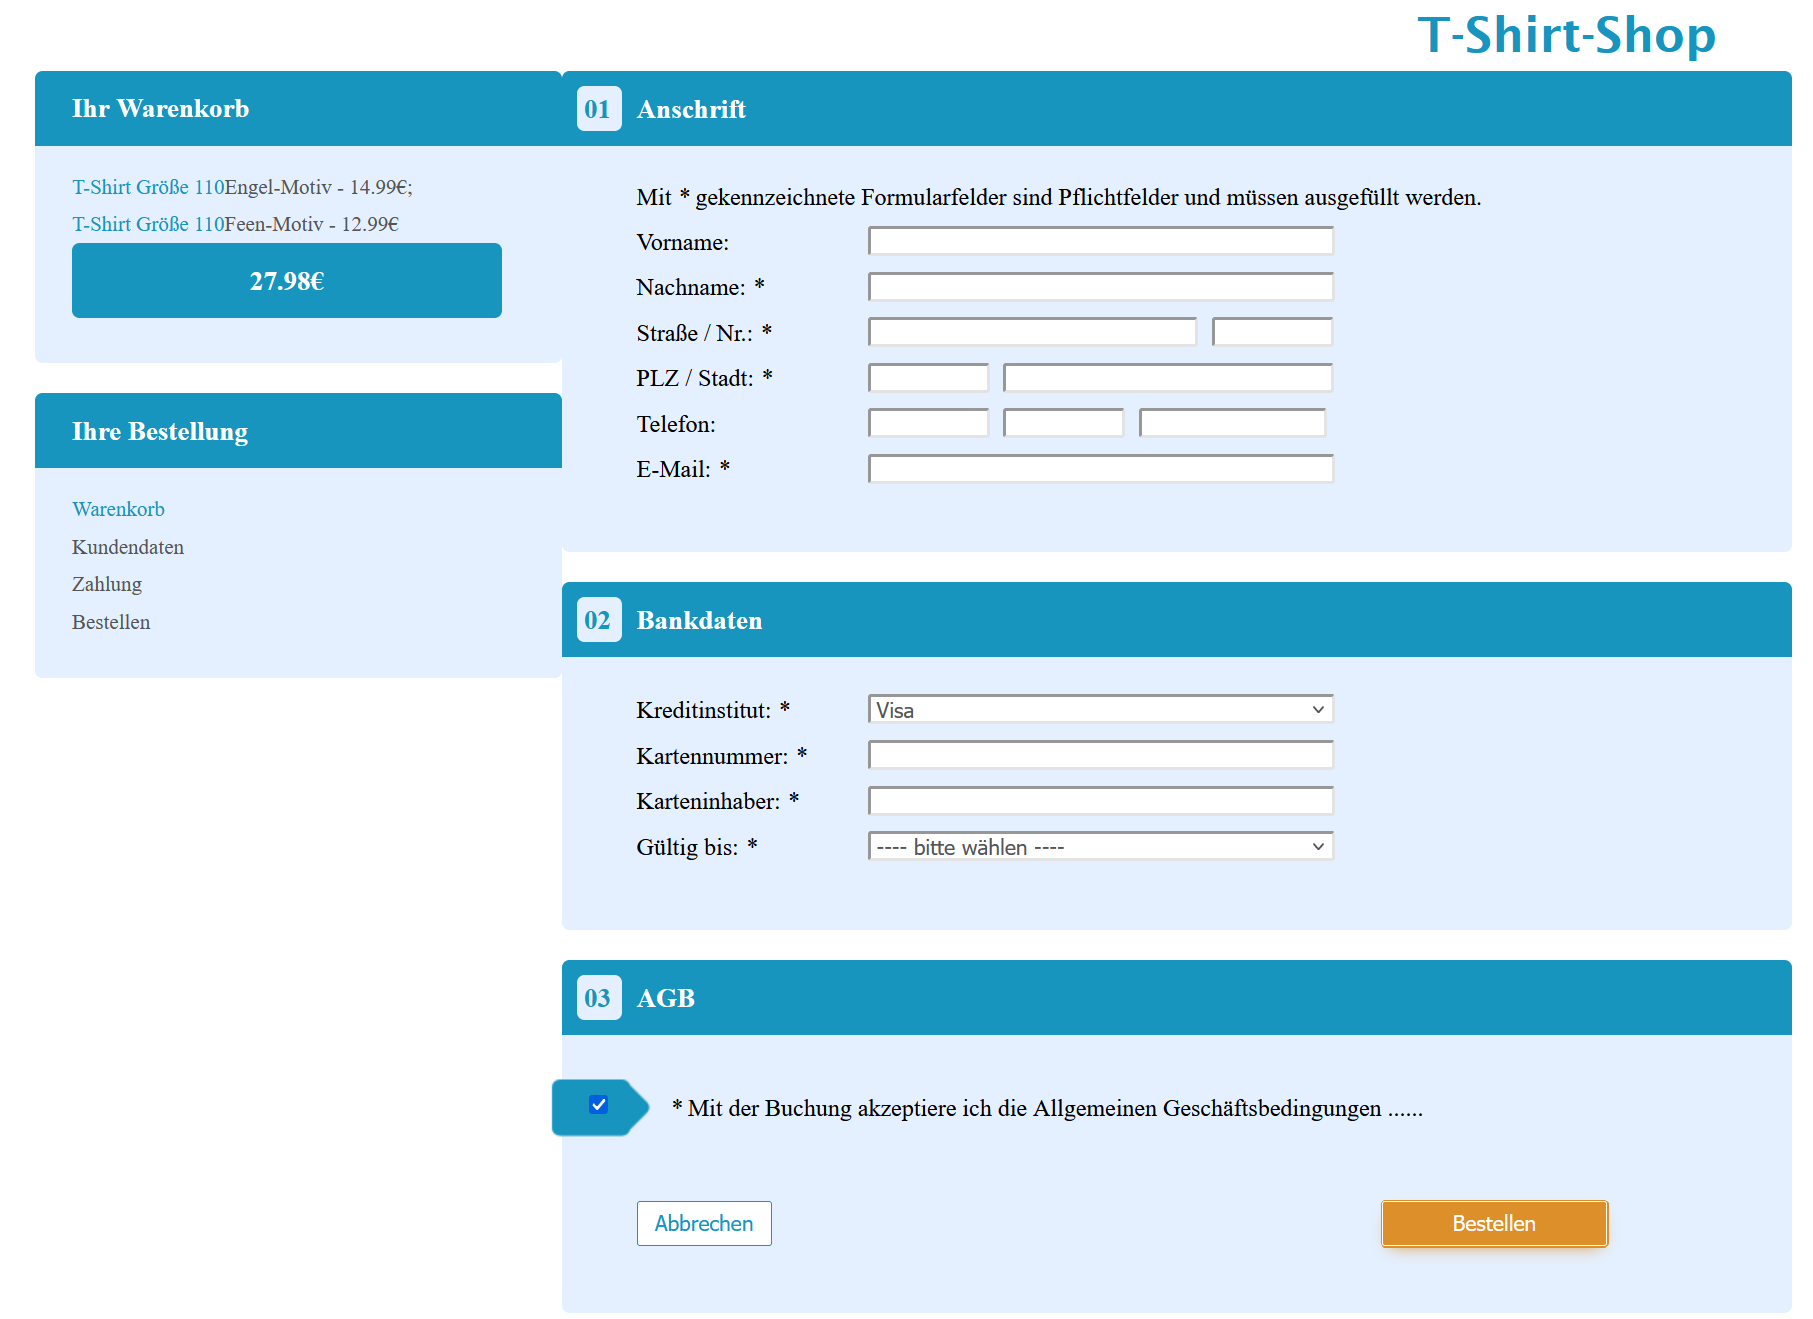 T-Shirt-Shop
Ihr Warenkorb
T-Shirt Größe 110Engel-Motiv - 14.99€;
T-Shirt Größe 110Feen-Motiv - 12.99€
27.98€
Ihre Bestellung
Warenkorb
Kundendaten
Zahlung
Bestellen
01 Anschrift
Mit * gekennzeichnete Formularfelder sind Pflichtfelder und müssen ausgefüllt werden.
Vorname:
Nachname: *
Straße / Nr.: *
PLZ / Stadt: *
Telefon:
E-Mail: *
02 Bankdaten
Kreditinstitut: * Visa
Kartennummer: *
Karteninhaber: *
Gültig bis: * ---- bitte wählen ----
03 AGB
* Mit der Buchung akzeptiere ich die Allgemeinen Geschäftsbedingungen ......
Abbrechen Bestellen